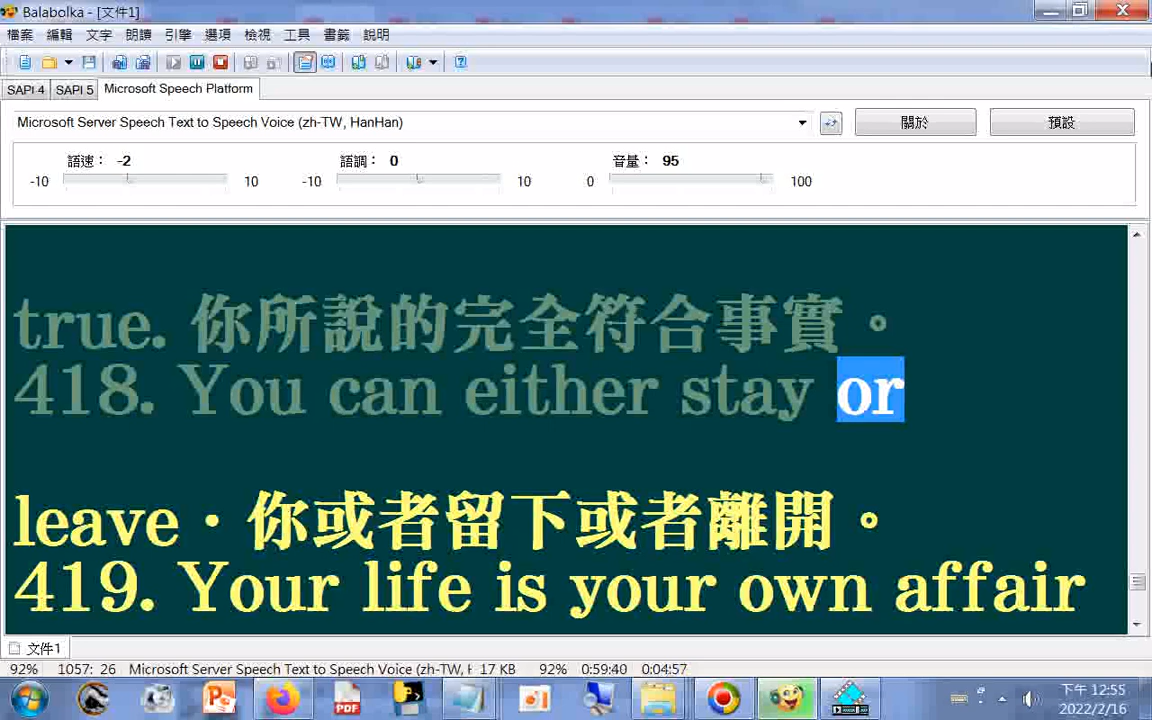 Balabolka - [文件1]
檔案 編輯 文字 朗讀 引擎 選項 檢視 工具 書籤 說明
SAPI 4 SAPI 5 Microsoft Speech Platform
Microsoft Server Speech Text to Speech Voice (zh-TW, HanHan) 關於 預設
語速： -2 語調： 0 音量： 95
-10 10 -10 10 0 100
true. 你所說的完全符合事實。
418. You can either stay or
leave．你或者留下或者離開。
419. Your life is your own affair
文件1
92% 1057: 26 Microsoft Server Speech Text to Speech Voice (zh-TW, H 17 KB 92% 0:59:40 0:04:57
PDF
下午 12:55
2022/2/16